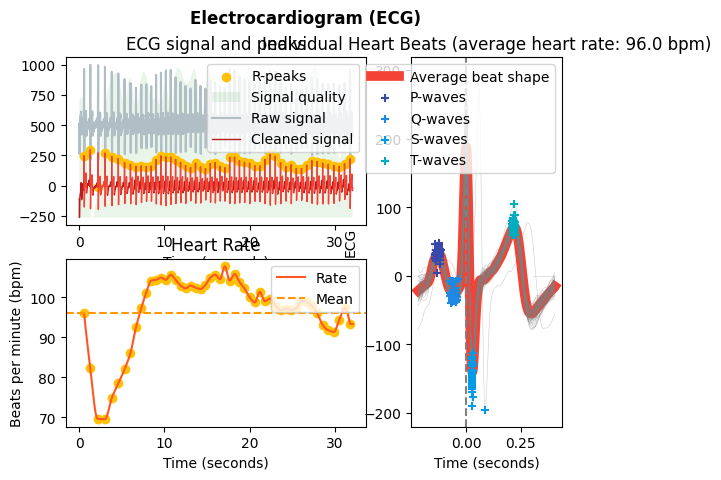 Electrocardiogram (ECG)
ECG signal and peaks
Individual Heart Beats (average heart rate: 96.0 bpm)
1000
750
500
250
0
−250
R-peaks
Signal quality
Raw signal
Cleaned signal
0 10 20 30
Time (seconds)
Heart Rate
100
90
80
70
Rate
Mean
Beats per minute (bpm)
0 10 20 30
Time (seconds)
Average beat shape
P-waves
Q-waves
S-waves
T-waves
ECG
300
200
100
0
−100
−200
0.00 0.25
Time (seconds)